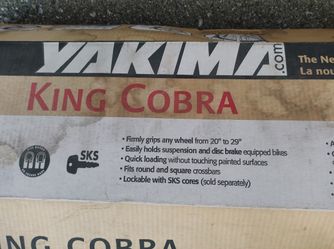 YAKIMA.com
The Ne
La nou
KING COBRA
SKS
• Firmly grips any wheel from 20" to 29"
• Easily holds suspension and disc brake equipped bikes
• Quick loading without touching painted surfaces
• Fits round and square crossbars
• Lockable with SKS cores (sold separately)
KING COBRA